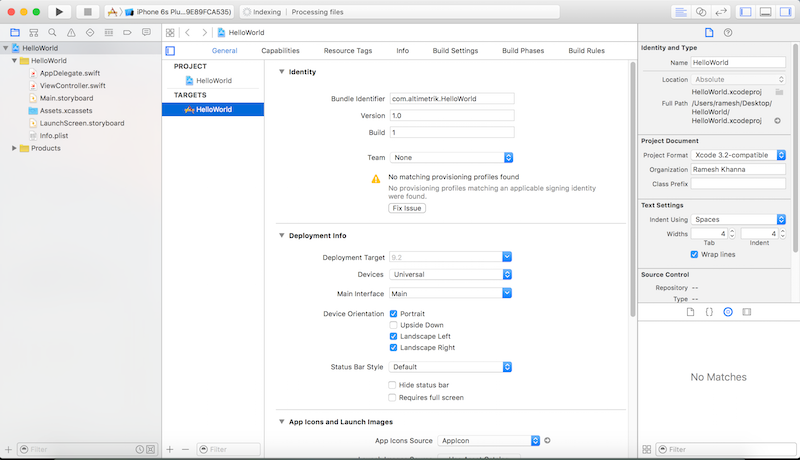 iPhone 6s Plu...9E89FCA535)
Indexing | Processing files
HelloWorld
HelloWorld
HelloWorld
AppDelegate.swift
ViewController.swift
Main.storyboard
Assets.xcassets
LaunchScreen.storyboard
Info.plist
Products
Filter
General
Capabilities
Resource Tags
Info
Build Settings
Build Phases
Build Rules
PROJECT
HelloWorld
TARGETS
HelloWorld
Filter
Identity
Bundle Identifier com.altimetrik.HelloWorld
Version 1.0
Build 1
Team None
No matching provisioning profiles found
No provisioning profiles matching an applicable signing identity
were found.
Fix Issue
Deployment Info
Deployment Target 9.2
Devices Universal
Main Interface Main
Device Orientation Portrait
Upside Down
Landscape Left
Landscape Right
Status Bar Style Default
Hide status bar
Requires full screen
App Icons and Launch Images
App Icons Source AppIcon
Identity and Type
Name HelloWorld
Location Absolute
HelloWorld.xcodeproj
Full Path /Users/ramesh/Desktop/
HelloWorld/
HelloWorld.xcodeproj
Project Document
Project Format Xcode 3.2-compatible
Organization Ramesh Khanna
Class Prefix
Text Settings
Indent Using Spaces
Widths 4 4
Tab Indent
Wrap lines
Source Control
Repository --
Type --
No Matches
Filter